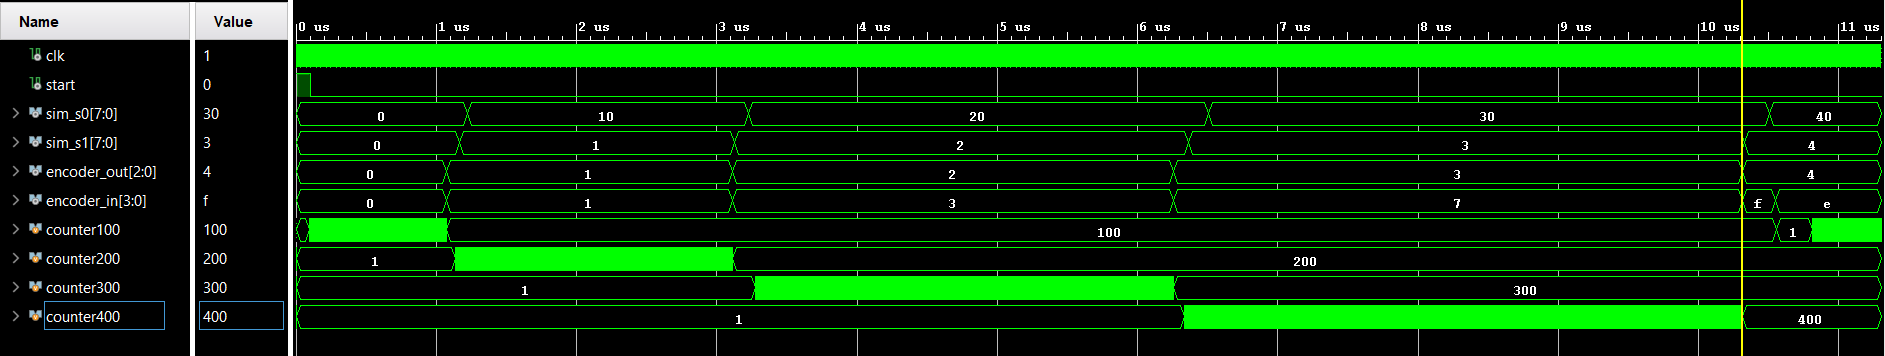 Name Value 0 us 1 us 2 us 3 us 4 us 5 us 6 us 7 us 8 us 9 us 10 us 11 us
clk 1
start 0
sim_s0[7:0] 30 0 10 20 30 40
sim_s1[7:0] 3 0 1 2 3 4
encoder_out[2:0] 4 0 1 2 3 4
encoder_in[3:0] f 0 1 3 7 f e
counter100 100 100 1
counter200 200 1 200
counter300 300 1 300
counter400 400 1 400